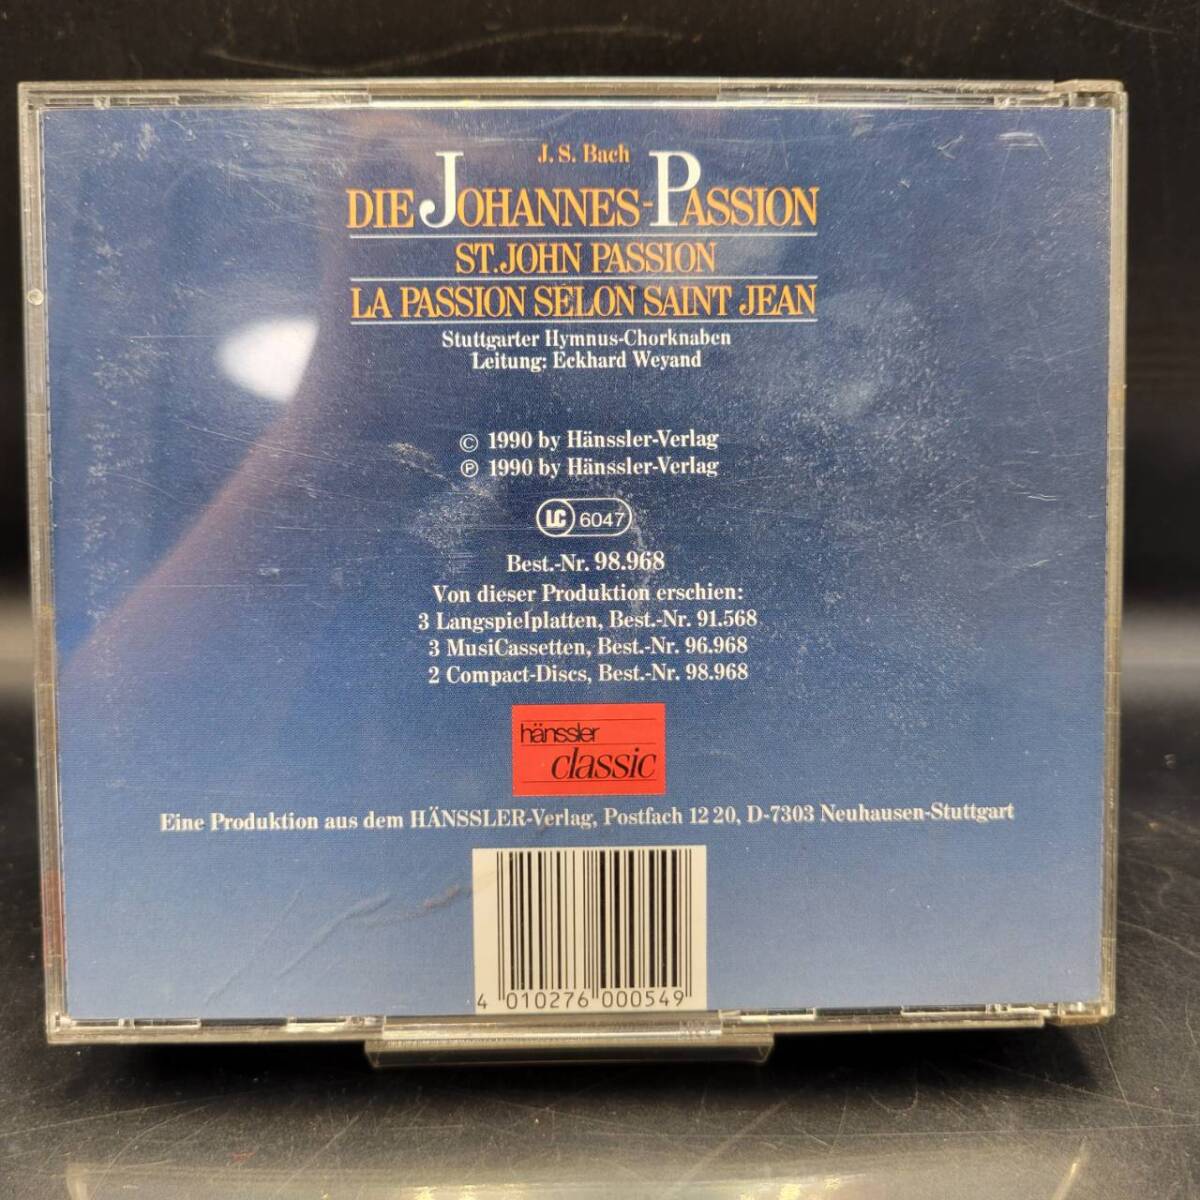 J. S. Bach
DIE JOHANNES-PASSION
ST. JOHN PASSION
LA PASSION SELON SAINT JEAN
Stuttgarter Hymnus-Chorknaben
Leitung: Eckhard Weyand
© 1990 by Hänssler-Verlag
℗ 1990 by Hänssler-Verlag
LC 6047
Best.-Nr. 98.968
Von dieser Produktion erschien:
3 Langspielplatten, Best.-Nr. 91.568
3 MusiCassetten, Best.-Nr. 96.968
2 Compact-Discs, Best.-Nr. 98.968
hänssler
classic
Eine Produktion aus dem HÄNSSLER-Verlag, Postfach 12 20, D-7303 Neuhausen-Stuttgart
4 010276 000549